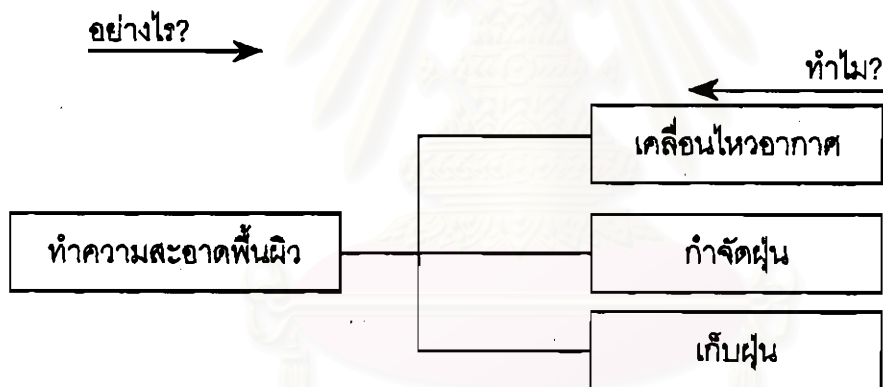 อย่างไร?
ทำไม?
เคลื่อนไหวอากาศ
ทำความสะอาดพื้นผิว
กำจัดฝุ่น
เก็บฝุ่น